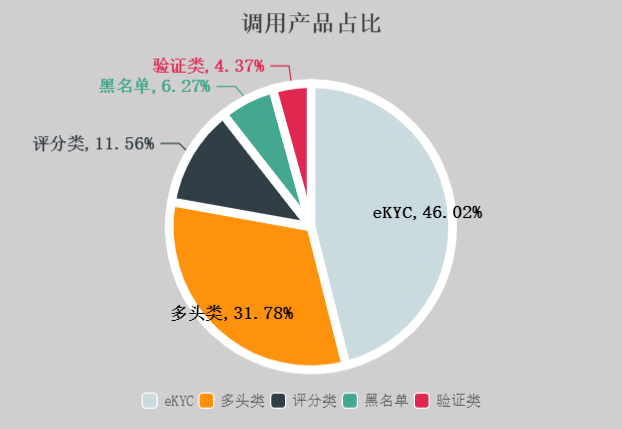 调用产品占比
验证类,4.37%
黑名单,6.27%
评分类,11.56%
eKYC,46.02%
多头类,31.78%
eKYC 多头类 评分类 黑名单 验证类